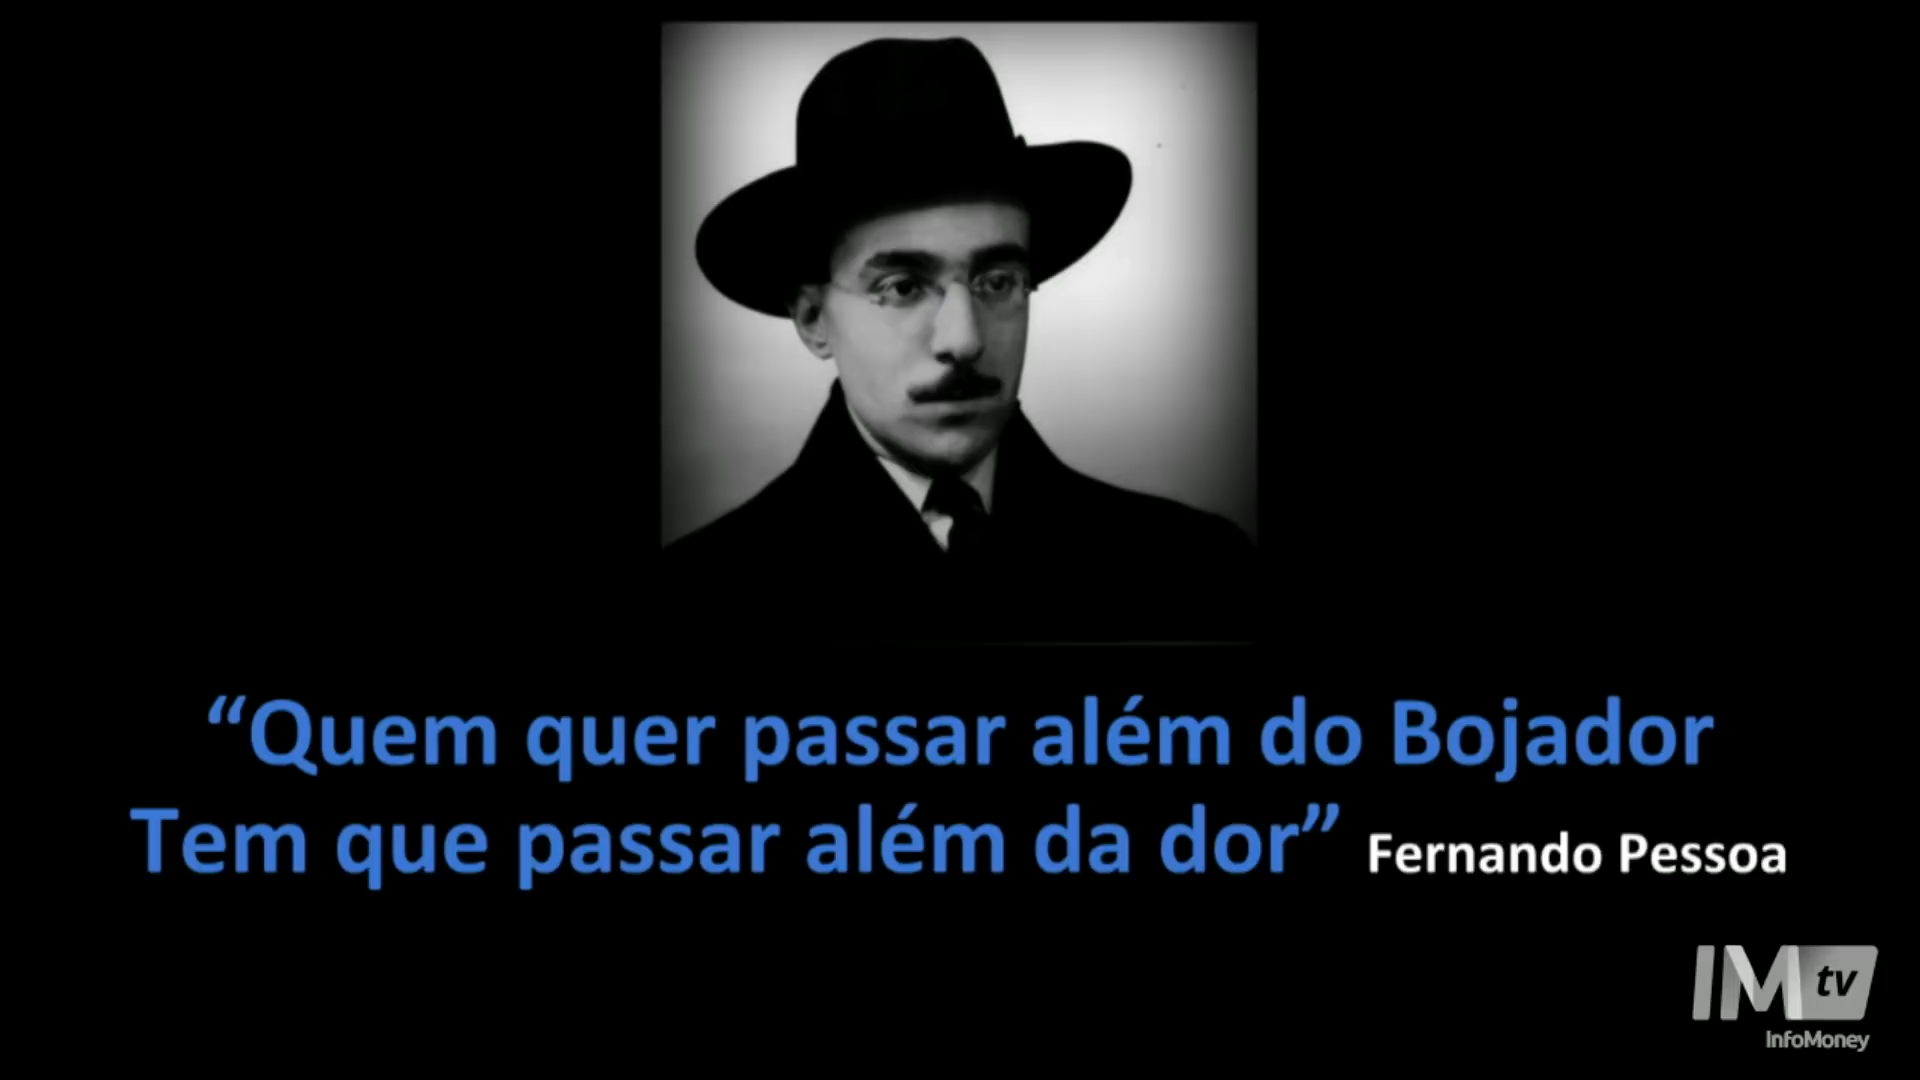 “Quem quer passar além do Bojador
Tem que passar além da dor” Fernando Pessoa
IM tv
InfoMoney